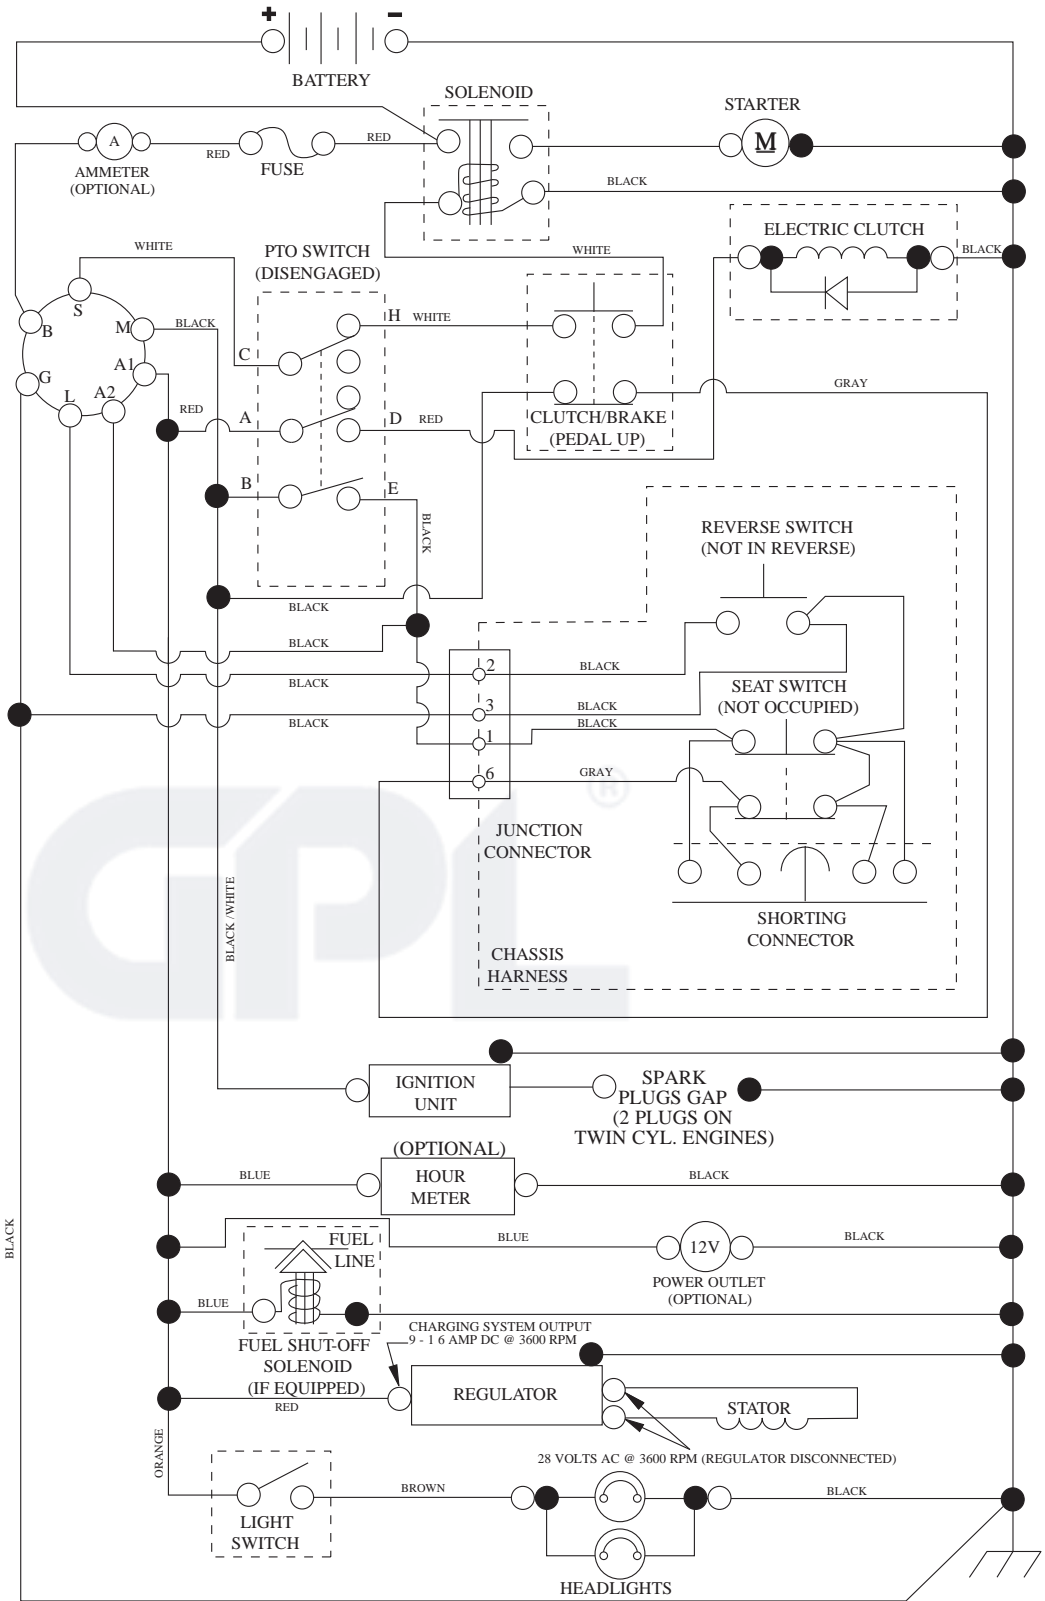 + -
BATTERY
SOLENOID
STARTER
A
RED
FUSE
RED
M
AMMETER
(OPTIONAL)
BLACK
WHITE
PTO SWITCH
(DISENGAGED)
WHITE
ELECTRIC CLUTCH
BLACK
S
B
M
BLACK
H
WHITE
C
A1
G
L
A2
RED
A
D
RED
CLUTCH/BRAKE
(PEDAL UP)
GRAY
B
E
BLACK
REVERSE SWITCH
(NOT IN REVERSE)
BLACK
BLACK
BLACK
2
BLACK
SEAT SWITCH
(NOT OCCUPIED)
BLACK
3
BLACK
BLACK
1
6
GRAY
®
GPL
JUNCTION
CONNECTOR
BLACK /WHITE
SHORTING
CONNECTOR
CHASSIS
HARNESS
IGNITION
UNIT
SPARK
PLUGS GAP
(2 PLUGS ON
TWIN CYL. ENGINES)
(OPTIONAL)
BLUE
HOUR
METER
BLACK
BLACK
FUEL
LINE
BLUE
12V
BLACK
POWER OUTLET
(OPTIONAL)
BLUE
FUEL SHUT-OFF
SOLENOID
(IF EQUIPPED)
CHARGING SYSTEM OUTPUT
9 - 1 6 AMP DC @ 3600 RPM
RED
REGULATOR
STATOR
28 VOLTS AC @ 3600 RPM (REGULATOR DISCONNECTED)
ORANGE
LIGHT
SWITCH
BROWN
BLACK
HEADLIGHTS